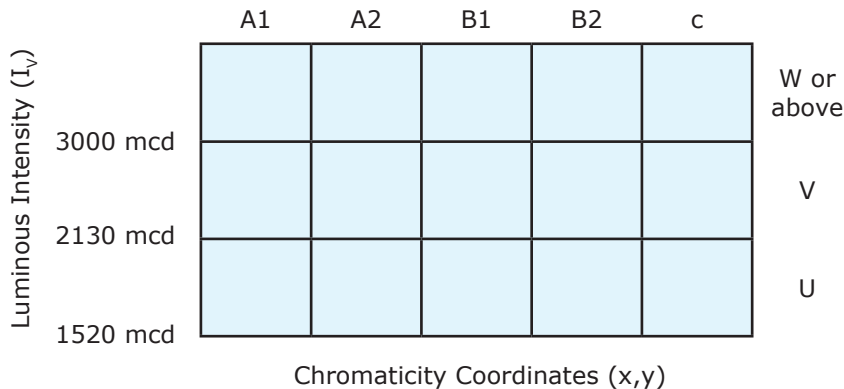 A1 A2 B1 B2 c
Luminous Intensity (Iv)
W or
above
3000 mcd
V
2130 mcd
U
1520 mcd
Chromaticity Coordinates (x,y)